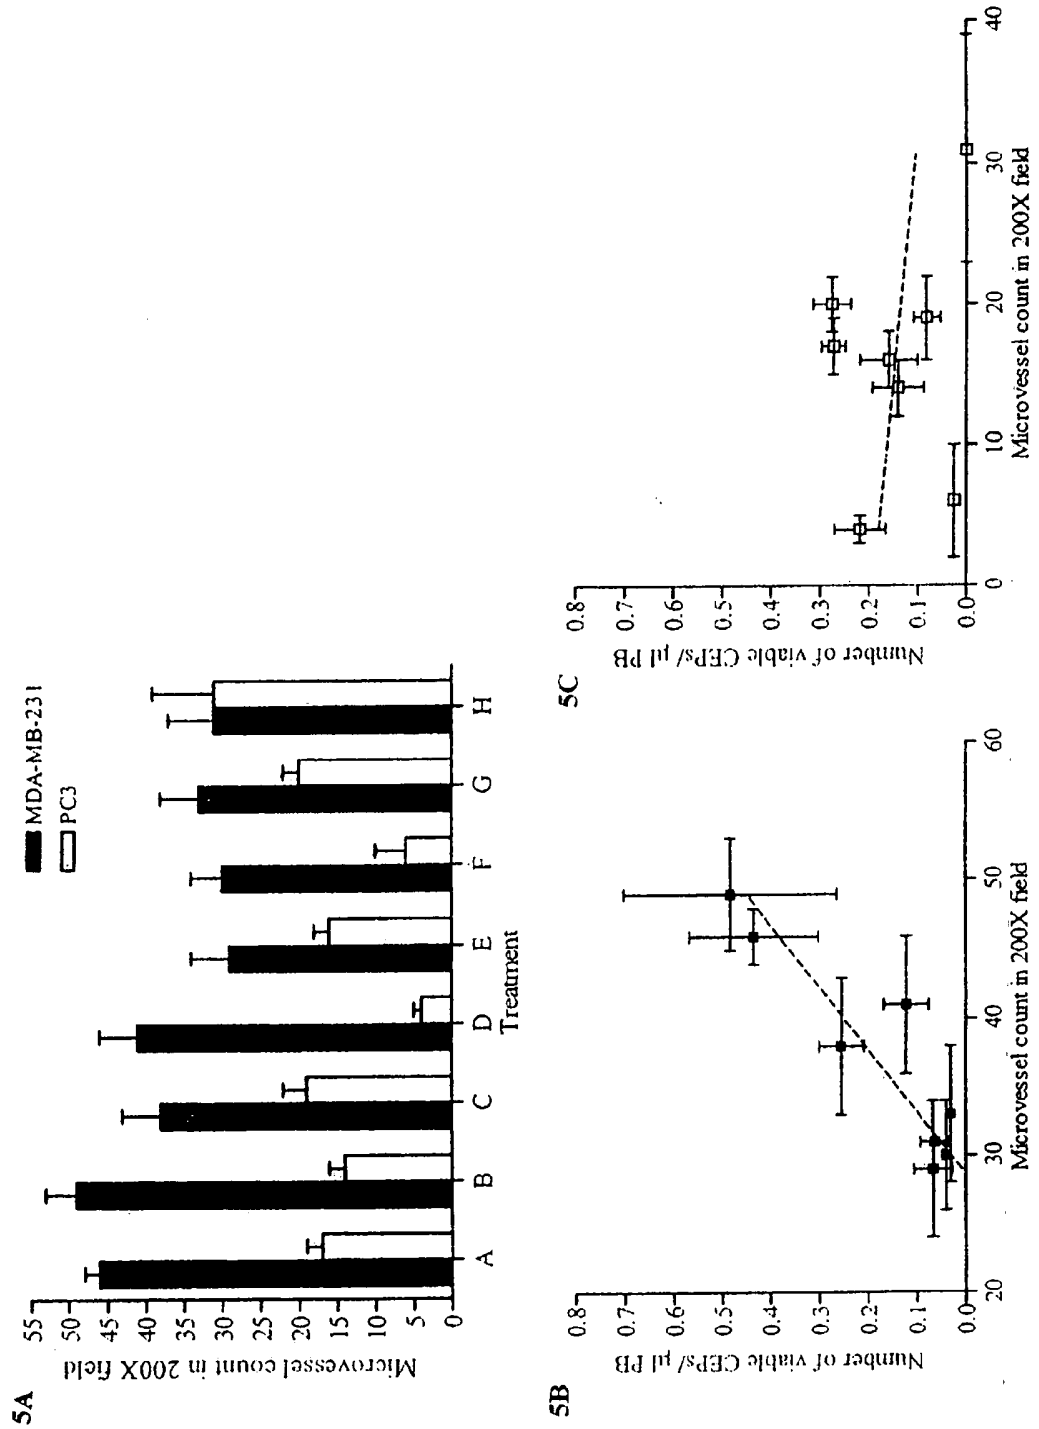 5A
MDA-MB-231
PC3
Microvessel count in 200X field
55
50
45
40
35
30
25
20
15
10
5
0
A
B
C
D
E
F
G
H
Treatment
5B
Number of viable CEPs/ µl PB
0.8
0.7
0.6
0.5
0.4
0.3
0.2
0.1
0.0
20
30
40
50
60
Microvessel count in 200X field
5C
Number of viable CEPs/ µl PB
0.8
0.7
0.6
0.5
0.4
0.3
0.2
0.1
0.0
0
10
20
30
40
Microvessel count in 200X field